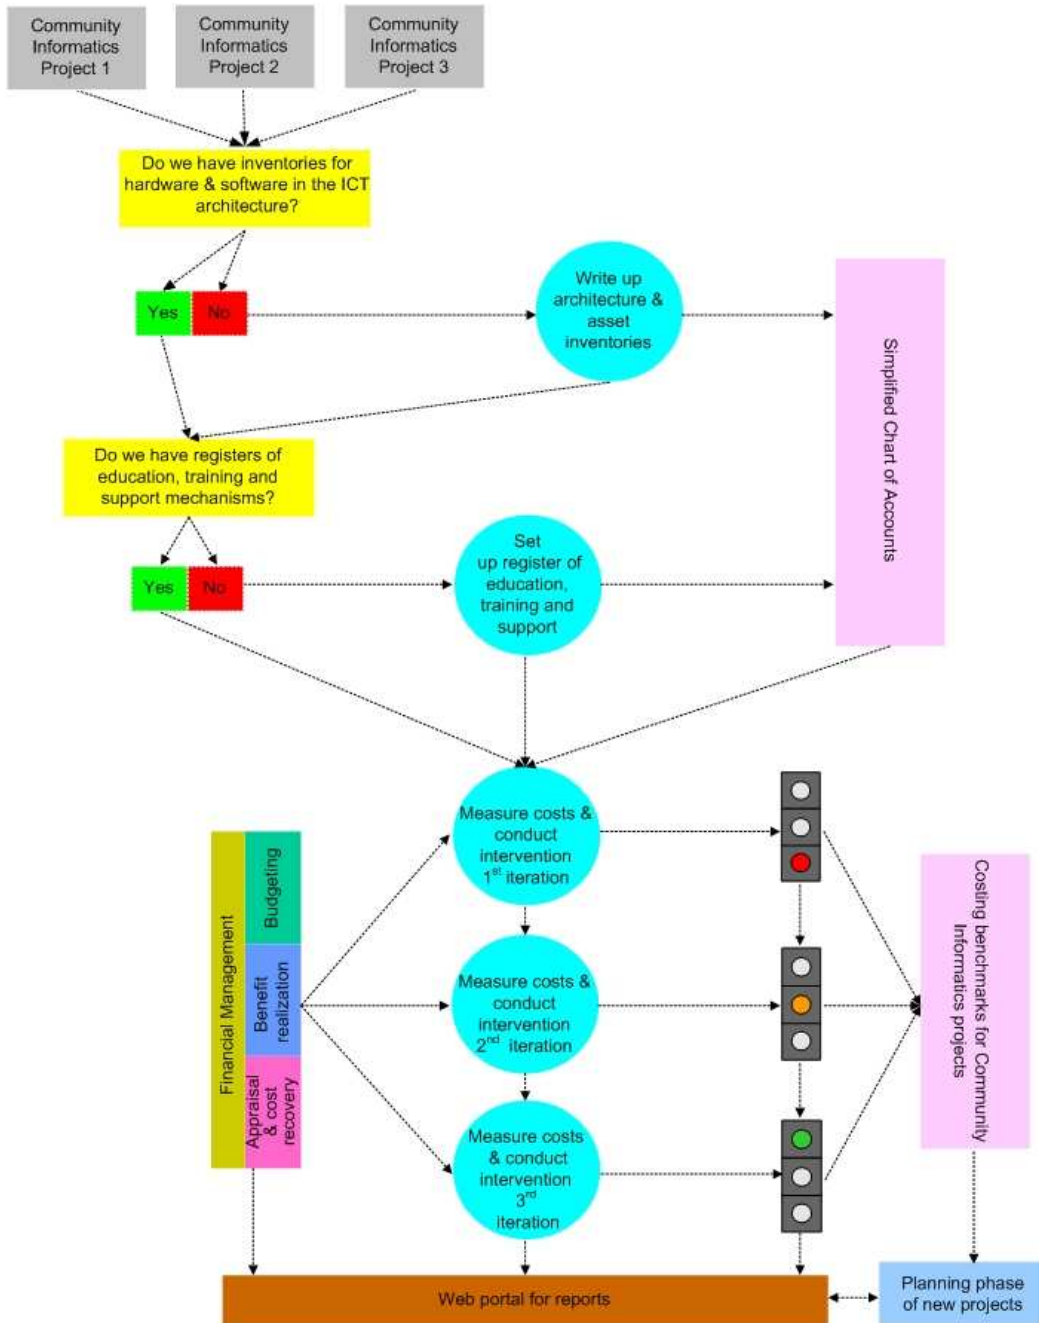 Community
Informatics
Project 1
Community
Informatics
Project 2
Community
Informatics
Project 3
Do we have inventories for
hardware & software in the ICT
architecture?
Yes
No
Write up
architecture &
asset
inventories
Simplified Chart of Accounts
Do we have registers of
education, training and
support mechanisms?
Yes
No
Set
up register of
education,
training and
support
Measure costs &
conduct
intervention
1st iteration
Financial Management
Budgeting
Benefit
realization
Appraisal
& cost
recovery
Measure costs &
conduct
intervention
2nd iteration
Costing benchmarks for Community
Informatics projects
Measure costs
& conduct
intervention
3rd
iteration
Web portal for reports
Planning phase
of new projects